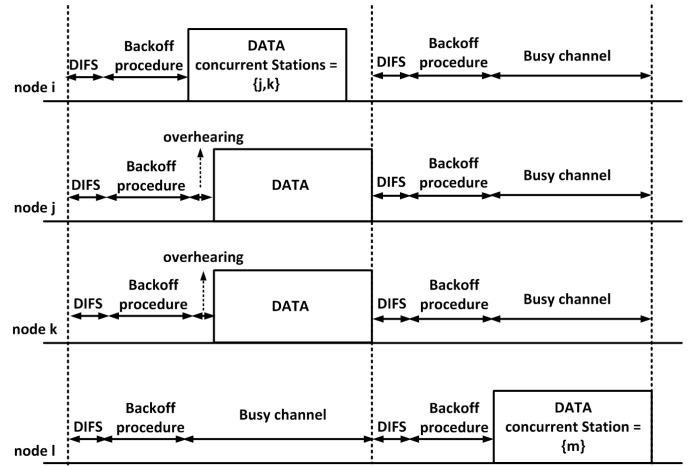 DIFS
Backoff
procedure
DATA
concurrent Stations =
{j,k}
DIFS
Backoff
procedure
Busy channel
node i
overhearing
DIFS
Backoff
procedure
DATA
DIFS
Backoff
procedure
Busy channel
node j
overhearing
DIFS
Backoff
procedure
DATA
DIFS
Backoff
procedure
Busy channel
node k
DIFS
Backoff
procedure
Busy channel
DIFS
Backoff
procedure
DATA
concurrent Station =
{m}
node l